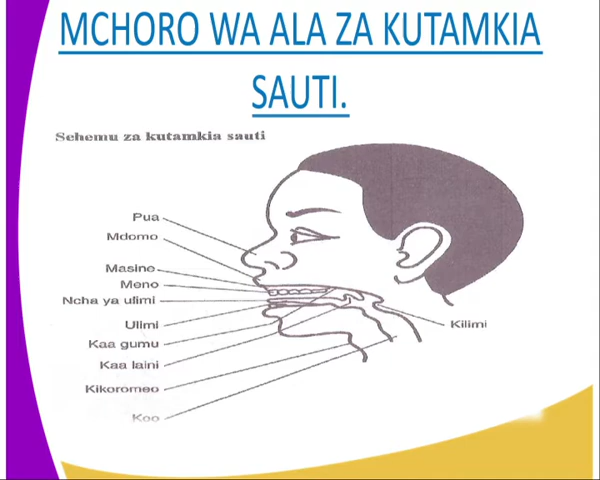 MCHORO WA ALA ZA KUTAMKIA
SAUTI.
Sehemu za kutamkia sauti
Pua
Mdomo
Masine
Meno
Ncha ya ulimi
Ulimi
Kaa gumu
Kaa laini
Kikoromeo
Koo
Kilimi